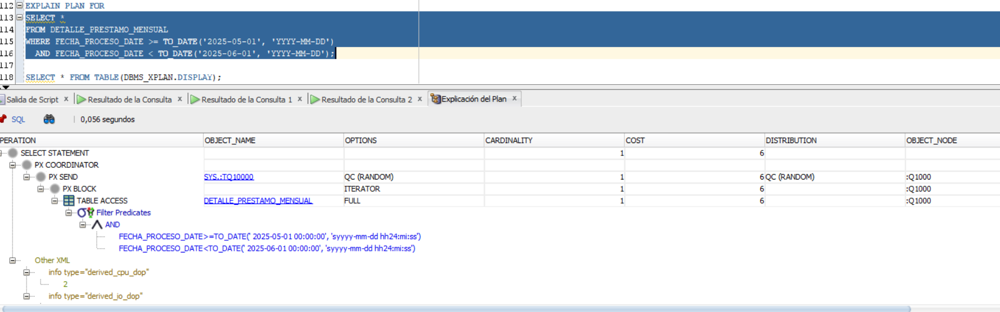 112 EXPLAIN PLAN FOR
113 SELECT *
114 FROM DETALLE_PRESTAMO_MENSUAL
115 WHERE FECHA_PROCESO_DATE >= TO_DATE('2025-05-01', 'YYYY-MM-DD')
116 AND FECHA_PROCESO_DATE < TO_DATE('2025-06-01', 'YYYY-MM-DD');
117
118 SELECT * FROM TABLE(DBMS_XPLAN.DISPLAY);
Salida de Script x Resultado de la Consulta x Resultado de la Consulta 1 x Resultado de la Consulta 2 x Explicación del Plan x
SQL 0,056 segundos
PERATION OBJECT_NAME OPTIONS CARDINALITY COST DISTRIBUTION OBJECT_NODE
SELECT STATEMENT 1 6
PX COORDINATOR
PX SEND SYS.:TQ10000 QC (RANDOM) 1 6 QC (RANDOM) :Q1000
PX BLOCK ITERATOR 1 6 :Q1000
TABLE ACCESS DETALLE_PRESTAMO_MENSUAL FULL 1 6 :Q1000
Filter Predicates
AND
FECHA_PROCESO_DATE>=TO_DATE(' 2025-05-01 00:00:00', 'syyyy-mm-dd hh24:mi:ss')
FECHA_PROCESO_DATE<TO_DATE(' 2025-06-01 00:00:00', 'syyyy-mm-dd hh24:mi:ss')
Other XML
info type="derived_cpu_dop"
2
info type="derived_io_dop"